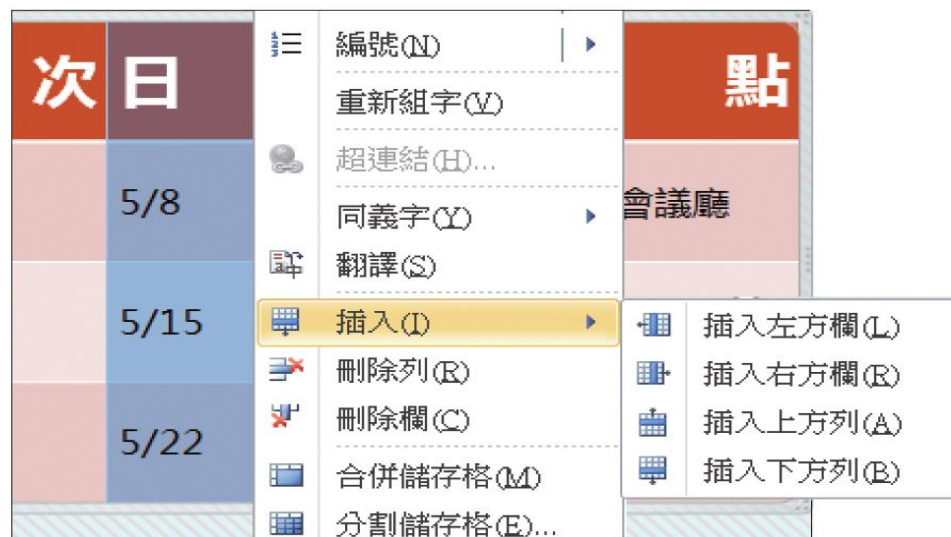 次 日 點
5/8 會議廳
5/15
5/22
編號(N)
重新組字(V)
超連結(H)...
同義字(Y)
翻譯(S)
插入(I)
刪除列(R)
刪除欄(C)
合併儲存格(M)
分割儲存格(E)...
插入左方欄(L)
插入右方欄(R)
插入上方列(A)
插入下方列(B)